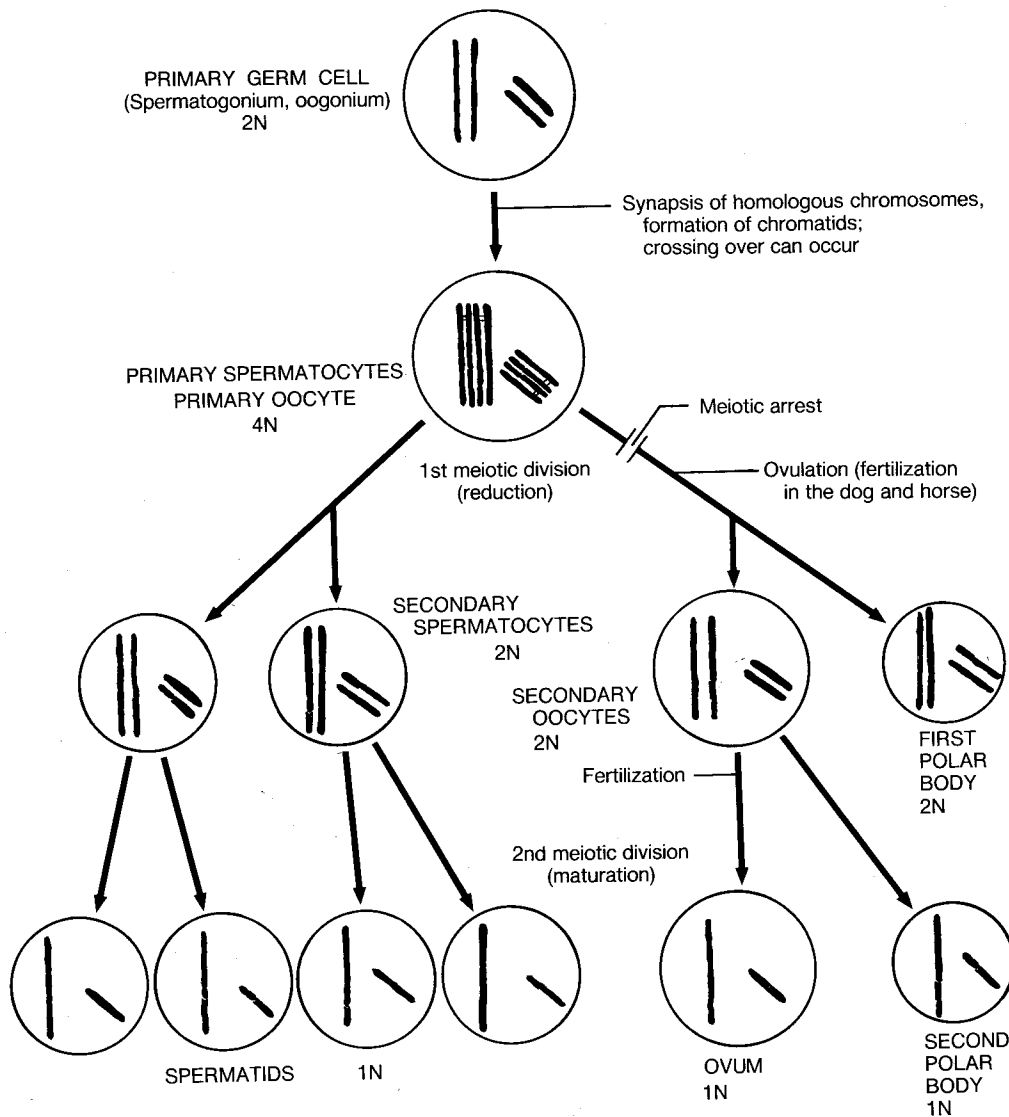 PRIMARY GERM CELL
(Spermatogonium, oogonium)
2N
Synapsis of homologous chromosomes,
formation of chromatids;
crossing over can occur
PRIMARY SPERMATOCYTES
PRIMARY OOCYTE
4N
Meiotic arrest
1st meiotic division
(reduction)
Ovulation (fertilization
in the dog and horse)
SECONDARY
SPERMATOCYTES
2N
SECONDARY
OOCYTES
2N
FIRST
POLAR
BODY
2N
Fertilization
2nd meiotic division
(maturation)
SPERMATIDS
1N
OVUM
1N
SECOND
POLAR
BODY
1N